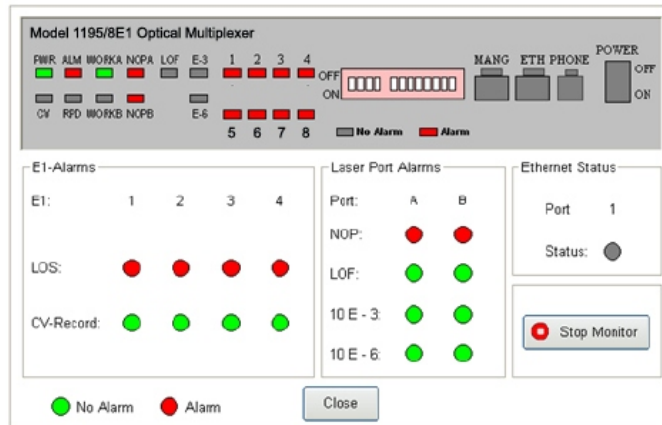 Model 1195/8E1 Optical Multiplexer
PWR ALM WORKA NOPA LOF E-3 1 2 3 4 MANG ETH PHONE POWER
OFF OFF
ON ON
CV RPD WORKB NOPB E-6 5 6 7 8 No Alarm Alarm
E1-Alarms
E1: 1 2 3 4
LOS:
CV-Record:
Laser Port Alarms
Port: A B
NOP:
LOF:
10 E - 3:
10 E - 6:
Ethernet Status
Port 1
Status:
Stop Monitor
No Alarm Alarm
Close